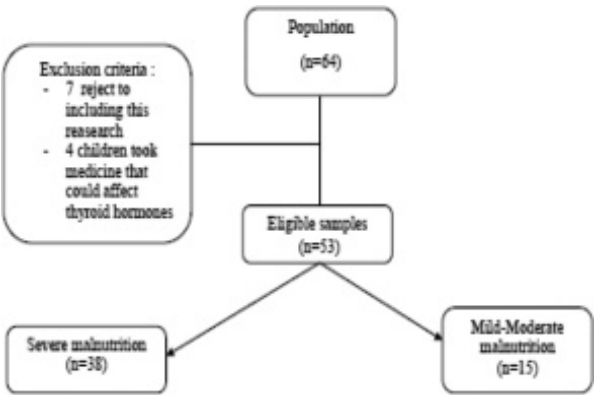 Population
(n=64)
Exclusion criteria :
- 7 reject to
including this
reasearch
- 4 children took
medicine that
could affect
thyroid hormones
Eligible samples
(n=53)
Severe malnutrition
(n=38)
Mild-Moderate
malnutrition
(n=15)